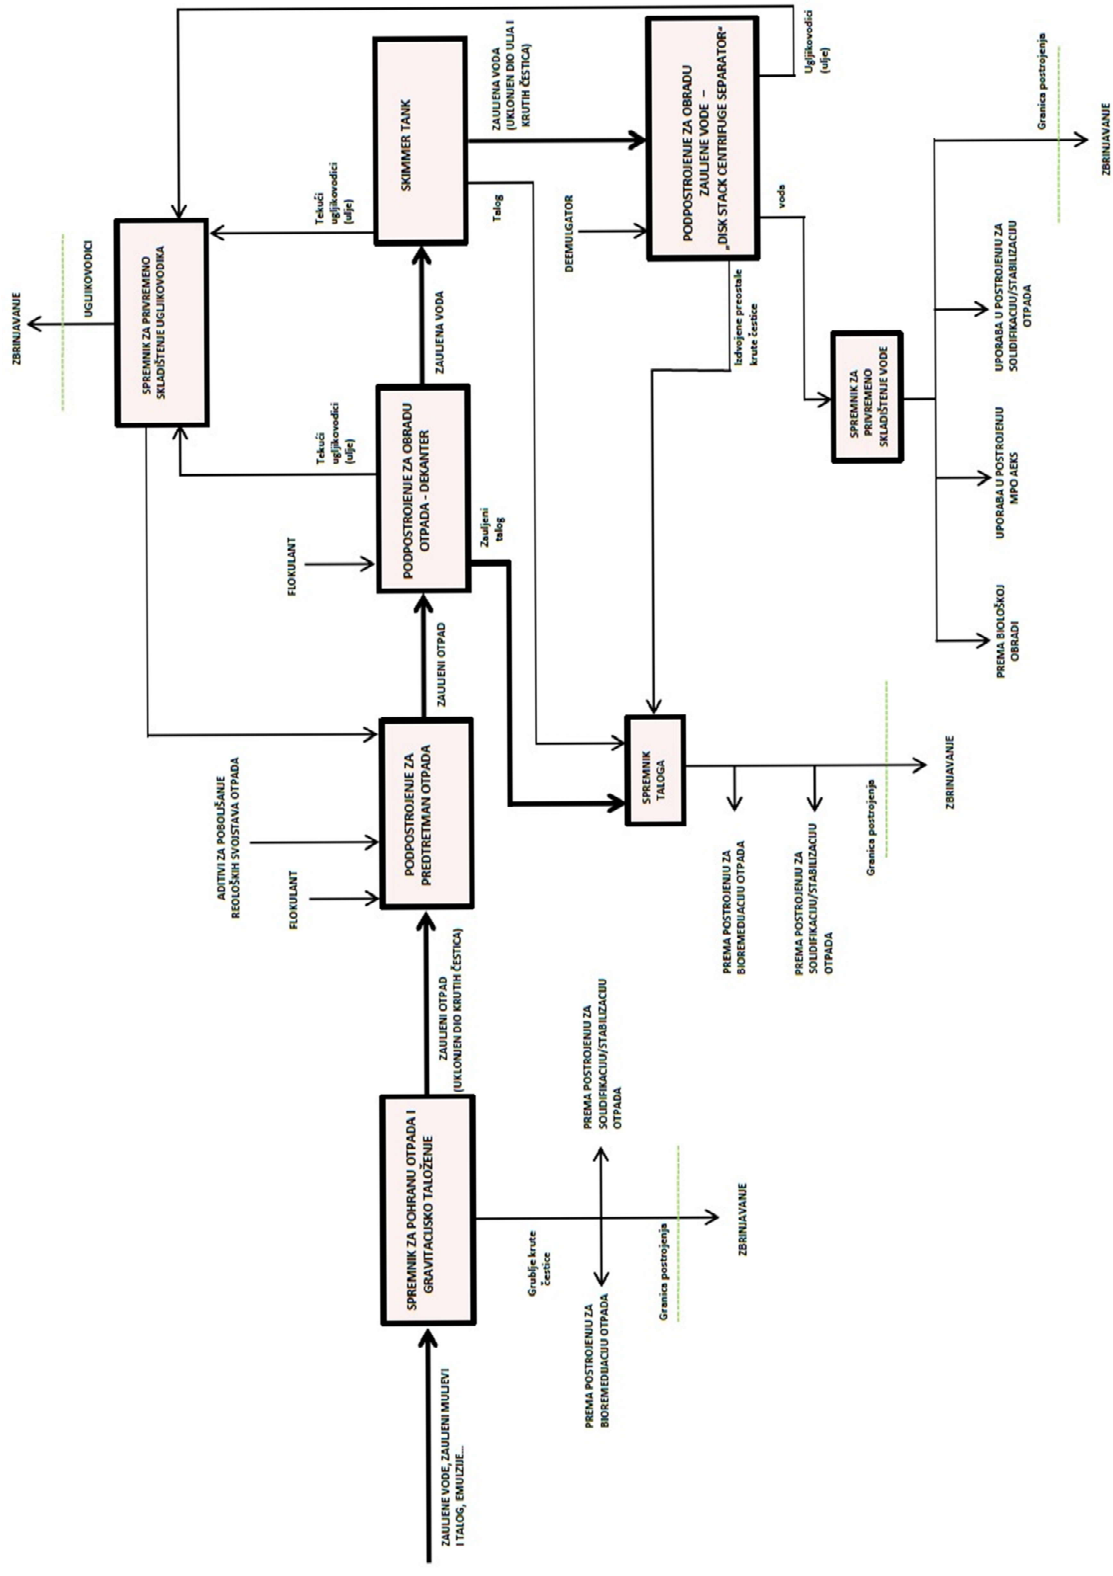 ZAULJENE VODE, ZAULJENI MULJEVI
I TALOG, EMULZIJE...
SPREMNIK ZA POHRANU OTPADA I
GRAVITACIJSKO TALOŽENJE
Grublje krute
čestice
PREMA POSTROJENJU ZA
BIOREMEDIJACIJU OTPADA
PREMA POSTROJENJU ZA
SOLIDIFIKACIJU/STABILIZACIJU
OTPADA
Granica postrojenja
ZBRINJAVANJE
ZAULJENI OTPAD
(UKLONJEN DIO KRUTIH ČESTICA)
FLOKULANT
ADITIVI ZA POBOLJŠANJE
REOLOŠKIH SVOJSTAVA OTPADA
PODPOSTROJENJE ZA
PREDTRETMAN OTPADA
ZAULJENI OTPAD
FLOKULANT
PODPOSTROJENJE ZA OBRADU
OTPADA - DEKANTER
Tekući
ugljikovodici
(ulje)
Zauljeni
talog
ZAULJENA VODA
SKIMMER TANK
Tekući
ugljikovodici
(ulje)
Talog
ZAULJENA VODA
(UKLONJEN DIO ULJA I
KRUTIH ČESTICA)
SPREMNIK ZA PRIVREMENO
SKLADIŠTENJE UGLJIKOVODIKA
UGLJIKOVODICI
ZBRINJAVANJE
DEEMULGATOR
PODPOSTROJENJE ZA OBRADU
ZAULJENE VODE –
„DISK STACK CENTRIFUGE SEPARATOR“
Ugljikovodici
(ulje)
voda
Izdvojene preostale
krute čestice
SPREMNIK
TALOGA
PREMA POSTROJENJU ZA
BIOREMEDIJACIJU OTPADA
PREMA POSTROJENJU ZA
SOLIDIFIKACIJU/STABILIZACIJU
OTPADA
Granica postrojenja
ZBRINJAVANJE
SPREMNIK ZA
PRIVREMENO
SKLADIŠTENJE VODE
PREMA BIOLOŠKOJ
OBRADI
UPORABA U POSTROJENJU
MPO AEKS
UPORABA U POSTROJENJU ZA
SOLIDIFIKACIJU/STABILIZACIJU
OTPADA
Granica postrojenja
ZBRINJAVANJE